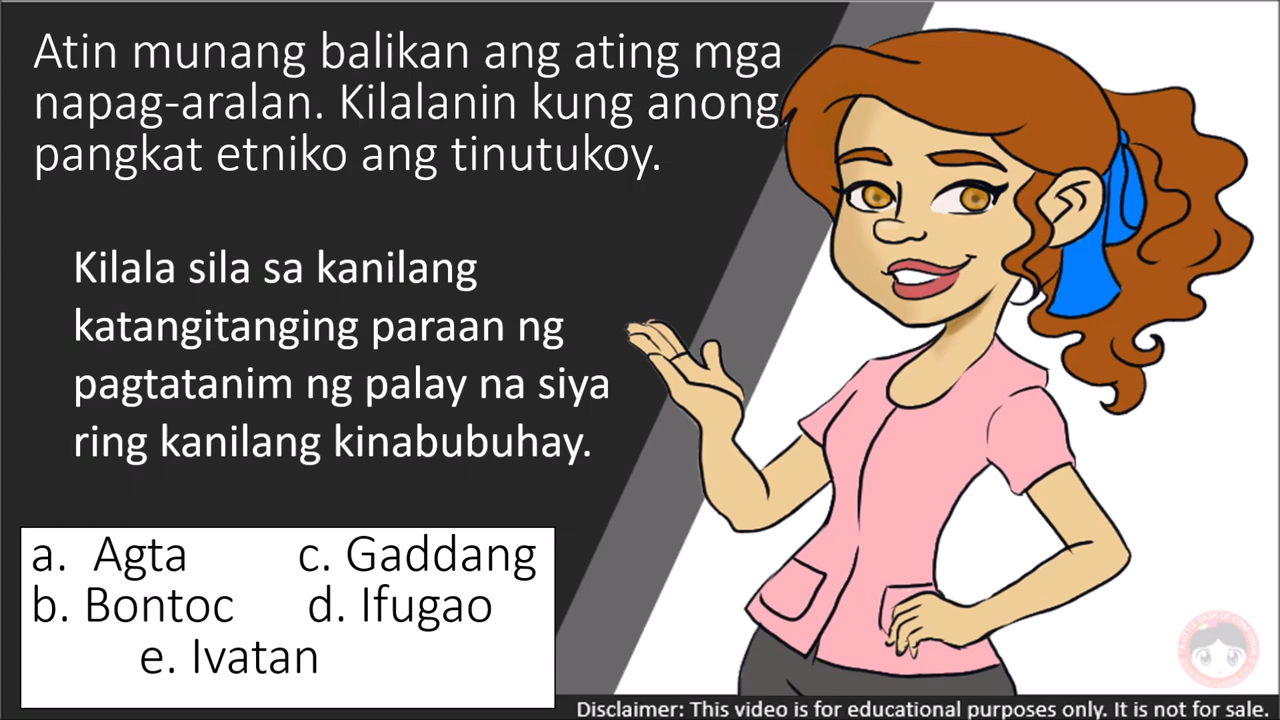 Atin munang balikan ang ating mga
napag-aralan. Kilalanin kung anong
pangkat etniko ang tinutukoy.
Kilala sila sa kanilang
katangitanging paraan ng
pagtatanim ng palay na siya
ring kanilang kinabubuhay.
a. Agta c. Gaddang
b. Bontoc d. Ifugao
e. Ivatan
Disclaimer: This video is for educational purposes only. It is not for sale.